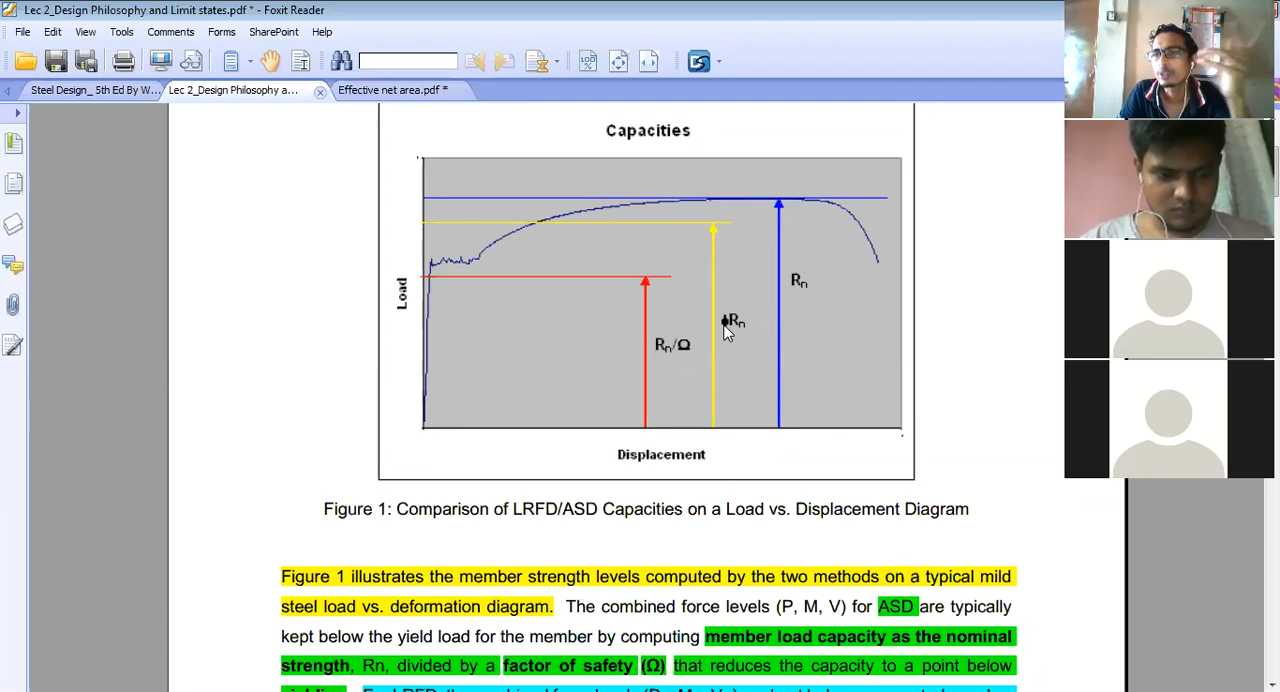 Lec 2_Design Philosophy and Limit states.pdf * - Foxit Reader
File Edit View Tools Comments Forms SharePoint Help
Steel Design_ 5th Ed By W... Lec 2_Design Philosophy a... Effective net area.pdf *
Capacities
Load
Rn
Rn
Rn/Ω
Displacement
Figure 1: Comparison of LRFD/ASD Capacities on a Load vs. Displacement Diagram
Figure 1 illustrates the member strength levels computed by the two methods on a typical mild
steel load vs. deformation diagram. The combined force levels (P, M, V) for ASD are typically
kept below the yield load for the member by computing member load capacity as the nominal
strength, Rn, divided by a factor of safety (Ω) that reduces the capacity to a point below